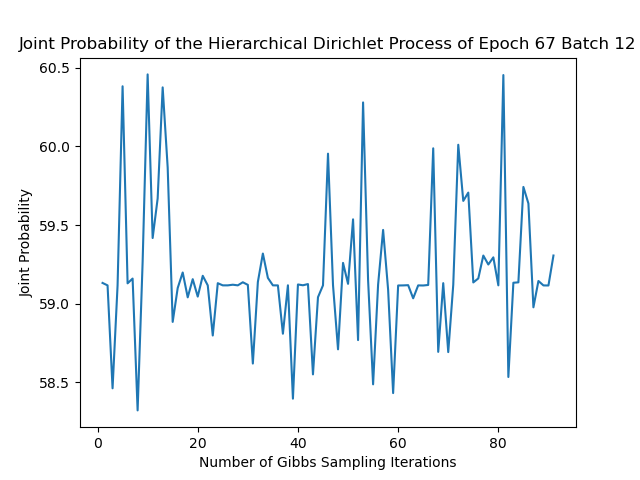 Joint Probability of the Hierarchical Dirichlet Process of Epoch 67 Batch 12
60.5
60.0
59.5
59.0
58.5
Joint Probability
0 20 40 60 80
Number of Gibbs Sampling Iterations